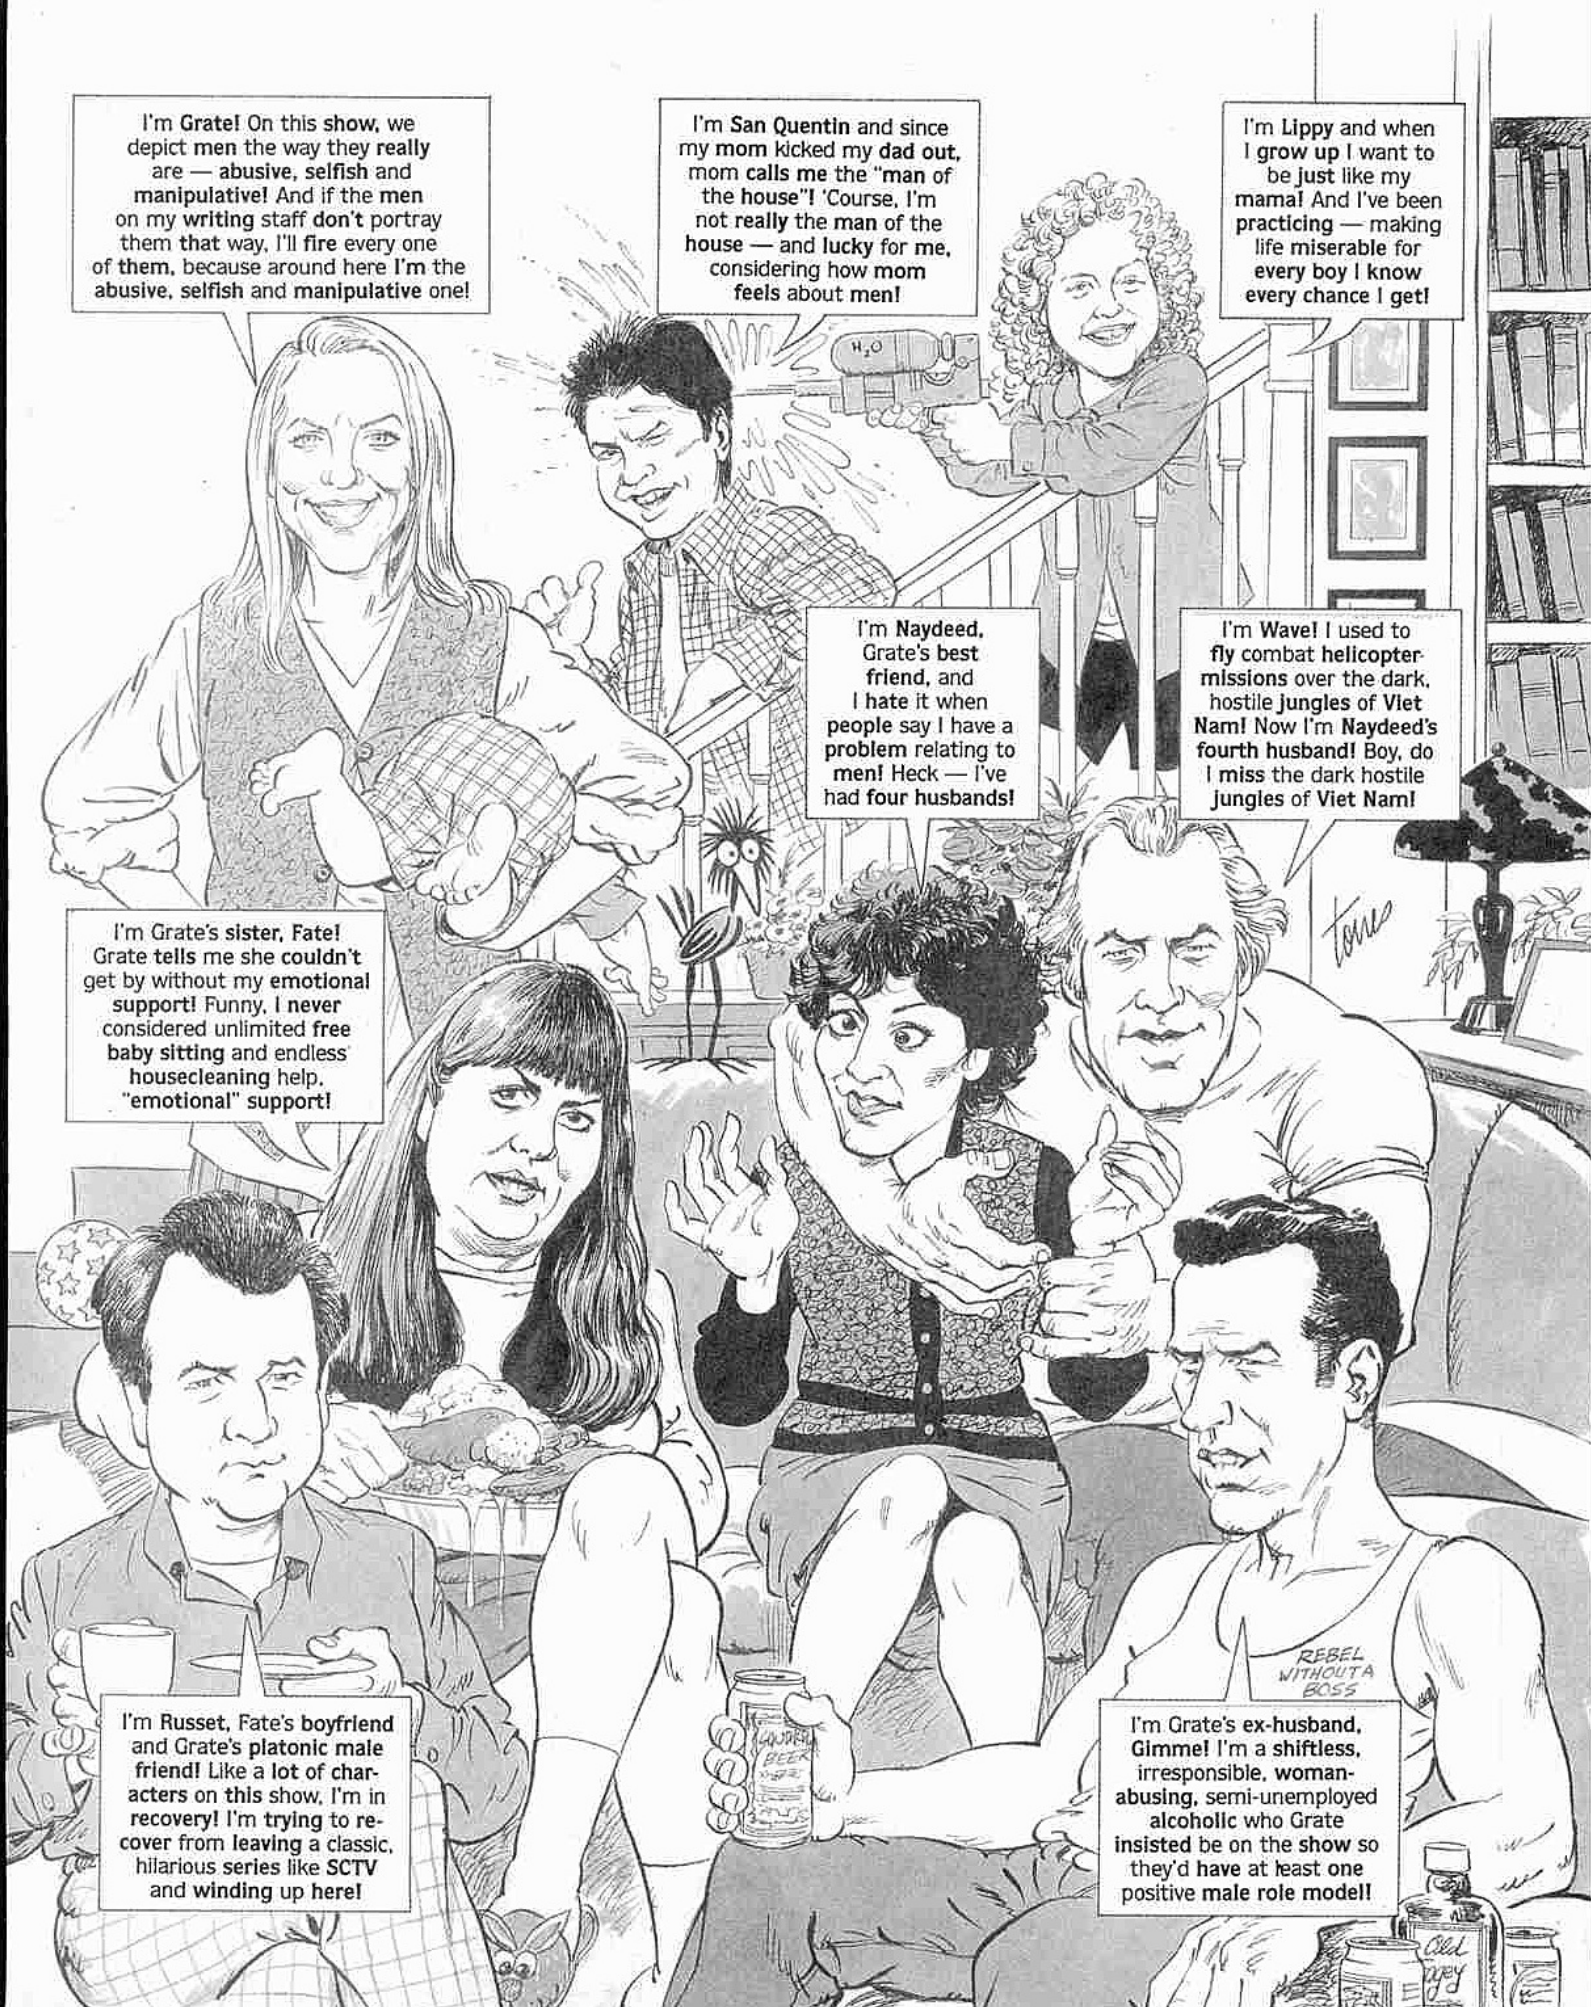 I'm Grate! On this show, we
depict men the way they really
are — abusive, selfish and
manipulative! And if the men
on my writing staff don't portray
them that way, I'll fire every one
of them, because around here I'm the
abusive, selfish and manipulative one!
I'm San Quentin and since
my mom kicked my dad out,
mom calls me the "man of
the house"! 'Course, I'm
not really the man of the
house — and lucky for me,
considering how mom
feels about men!
I'm Lippy and when
I grow up I want to
be just like my
mama! And I've been
practicing — making
life miserable for
every boy I know
every chance I get!
H₂O
I'm Naydeed,
Grate's best
friend, and
I hate it when
people say I have a
problem relating to
men! Heck — I've
had four husbands!
I'm Wave! I used to
fly combat helicopter
missions over the dark,
hostile jungles of Viet
Nam! Now I'm Naydeed's
fourth husband! Boy, do
I miss the dark hostile
jungles of Viet Nam!
Torres
I'm Grate's sister, Fate!
Grate tells me she couldn't
get by without my emotional
support! Funny, I never
considered unlimited free
baby sitting and endless
housecleaning help,
"emotional" support!
I'm Russet, Fate's boyfriend
and Grate's platonic male
friend! Like a lot of char-
acters on this show, I'm in
recovery! I'm trying to re-
cover from leaving a classic,
hilarious series like SCTV
and winding up here!
BEER
REBEL
WITHOUT A
BOSS
I'm Grate's ex-husband,
Gimme! I'm a shiftless,
irresponsible, woman-
abusing, semi-unemployed
alcoholic who Grate
insisted be on the show so
they'd have at least one
positive male role model!
Old